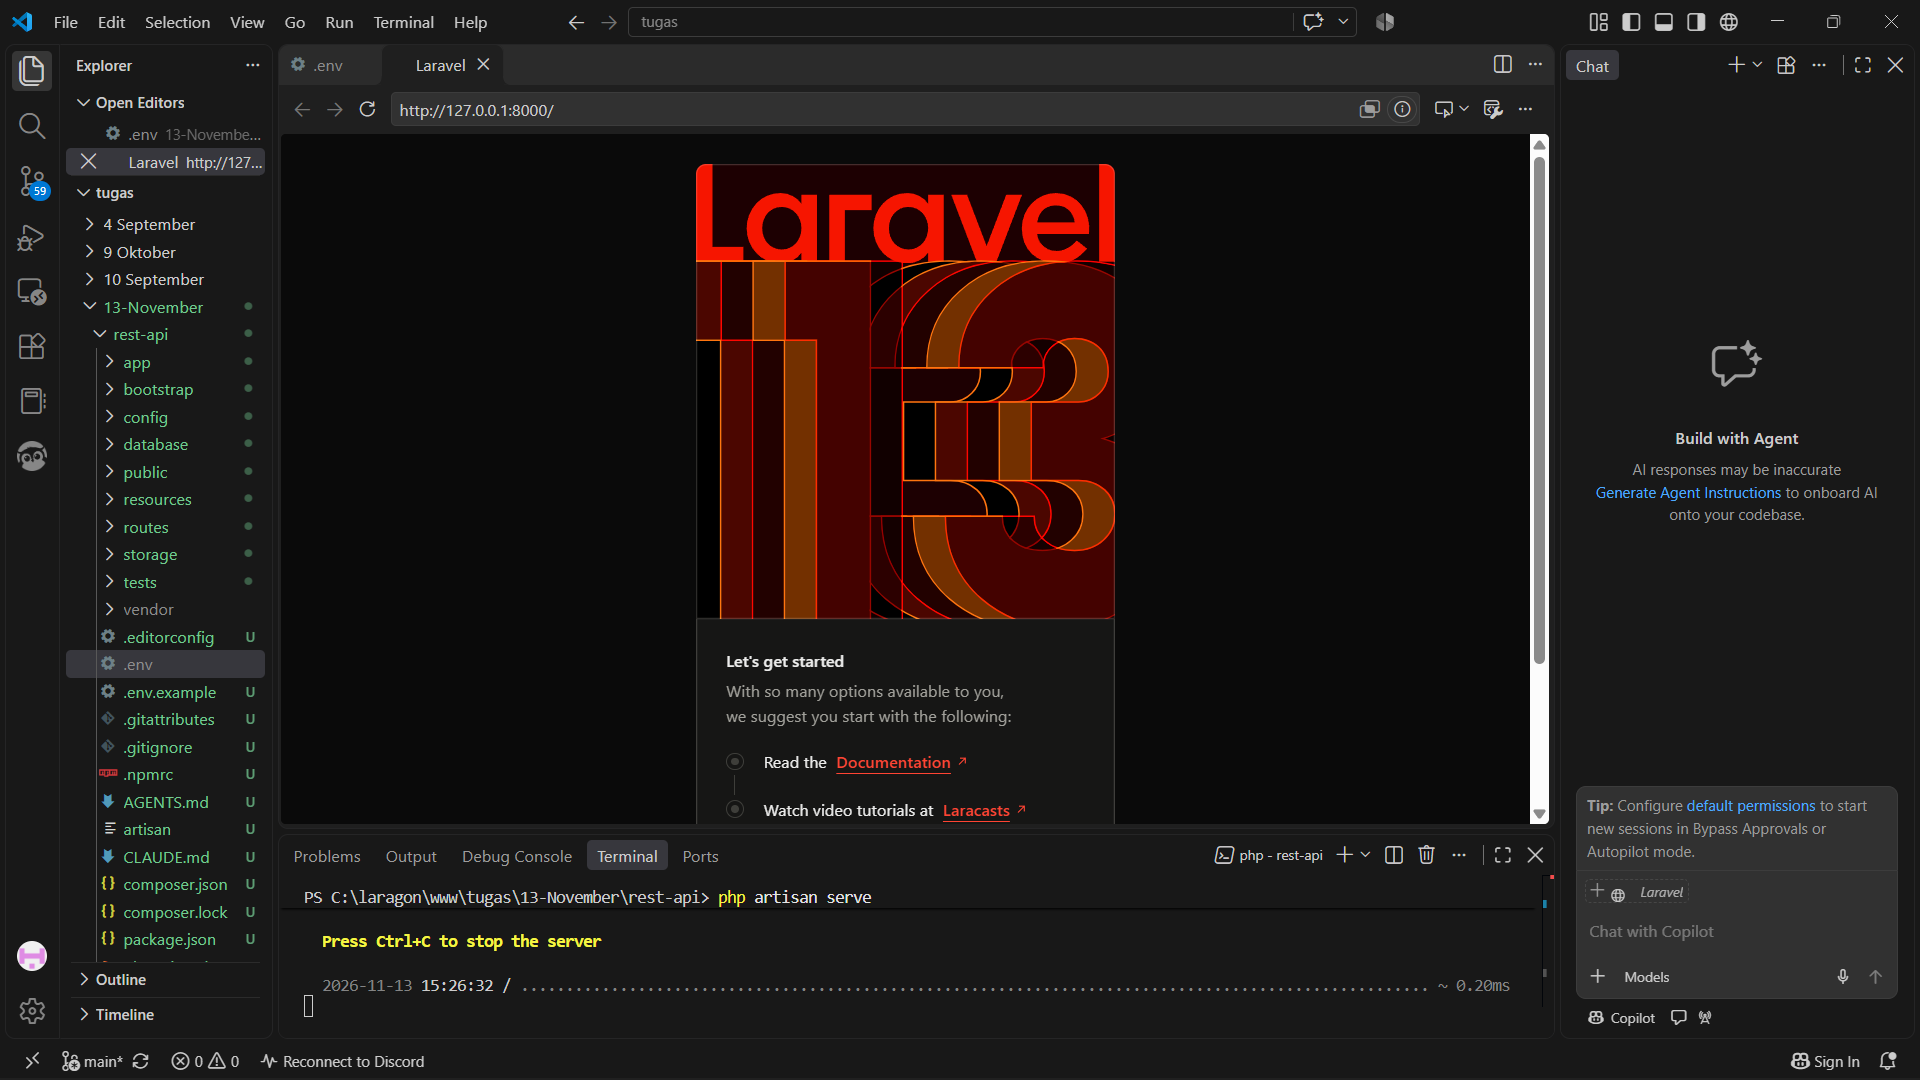 File Edit Selection View Go Run Terminal Help
tugas
Explorer
Open Editors
.env 13-Novembe...
Laravel http://127...
59
tugas
4 September
9 Oktober
10 September
13-November
rest-api
app
bootstrap
config
database
public
resources
routes
storage
tests
vendor
.editorconfig U
.env
.env.example U
.gitattributes U
.gitignore U
.npmrc U
AGENTS.md U
artisan U
CLAUDE.md U
composer.json U
composer.lock U
package.json U
Outline
Timeline
.env
Laravel
http://127.0.0.1:8000/
Laravel
13
Let's get started
With so many options available to you,
we suggest you start with the following:
Read the Documentation
Watch video tutorials at Laracasts
Problems Output Debug Console Terminal Ports
php - rest-api
PS C:\laragon\www\tugas\13-November\rest-api> php artisan serve
Press Ctrl+C to stop the server
2026-11-13 15:26:32 / ..................................................................................................... ~ 0.20ms
Chat
Build with Agent
AI responses may be inaccurate
Generate Agent Instructions to onboard AI
onto your codebase.
Tip: Configure default permissions to start
new sessions in Bypass Approvals or
Autopilot mode.
Laravel
Chat with Copilot
Models
Copilot
main* 0 0 Reconnect to Discord
Sign In